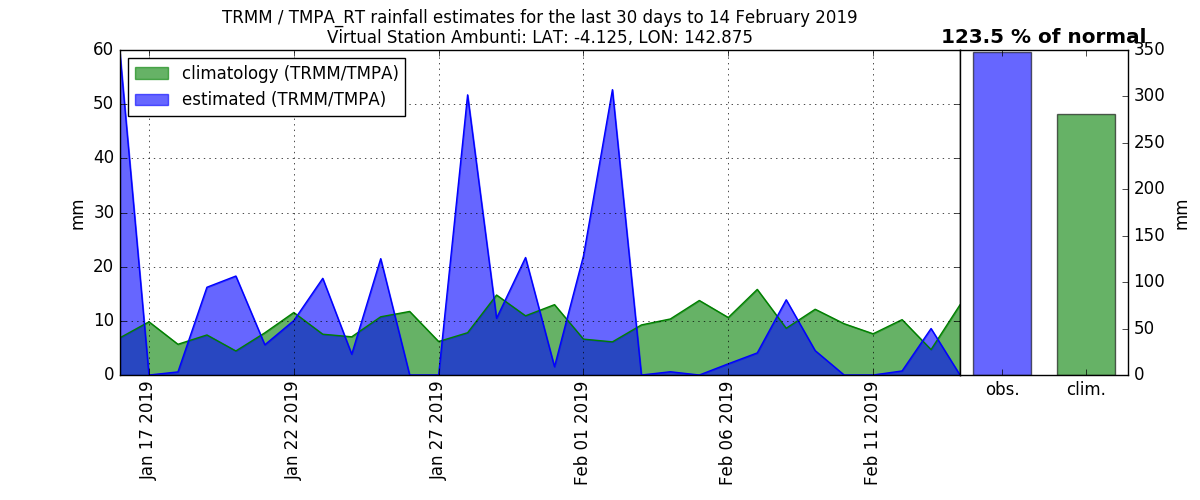 TRMM / TMPA_RT rainfall estimates for the last 30 days to 14 February 2019
Virtual Station Ambunti: LAT: -4.125, LON: 142.875
123.5 % of normal
climatology (TRMM/TMPA)
estimated (TRMM/TMPA)
60
50
40
30
20
10
0
mm
Jan 17 2019
Jan 22 2019
Jan 27 2019
Feb 01 2019
Feb 06 2019
Feb 11 2019
350
300
250
200
150
100
50
0
mm
obs.
clim.